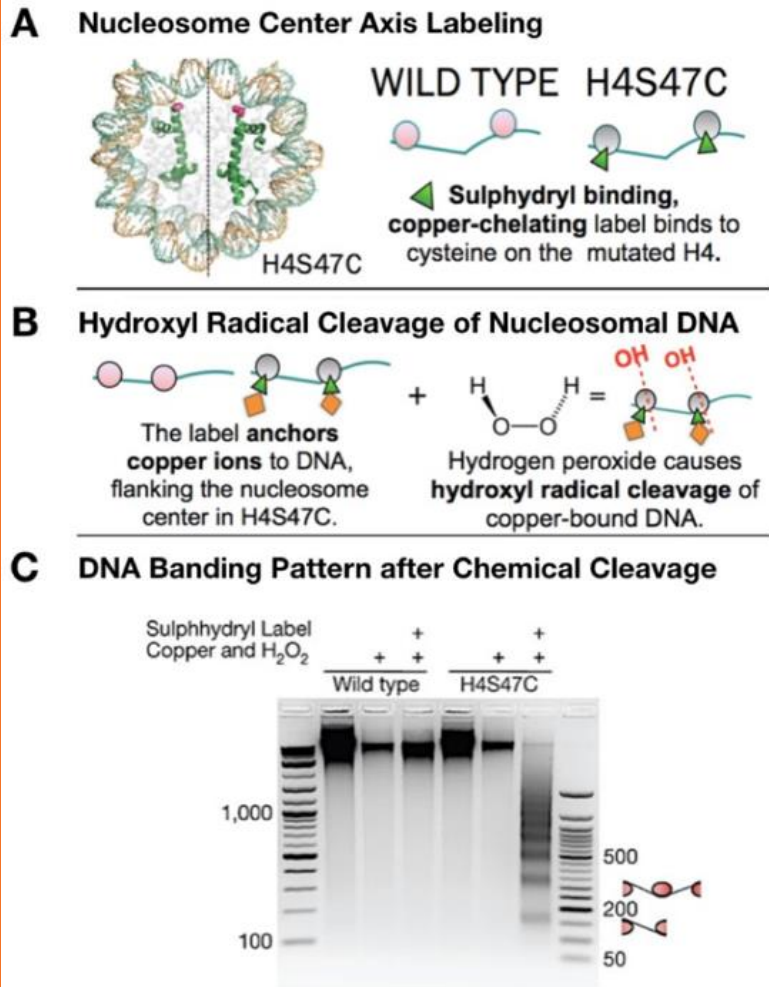 A Nucleosome Center Axis Labeling
WILD TYPE H4S47C
Sulphydryl binding,
copper-chelating label binds to
cysteine on the mutated H4.
H4S47C
B Hydroxyl Radical Cleavage of Nucleosomal DNA
The label anchors
copper ions to DNA,
flanking the nucleosome
center in H4S47C.
+
H H
O O
=
OH OH
Hydrogen peroxide causes
hydroxyl radical cleavage of
copper-bound DNA.
C DNA Banding Pattern after Chemical Cleavage
Sulphhydryl Label + +
Copper and H₂O₂ + + + +
Wild type H4S47C
1,000
100
500
200
50